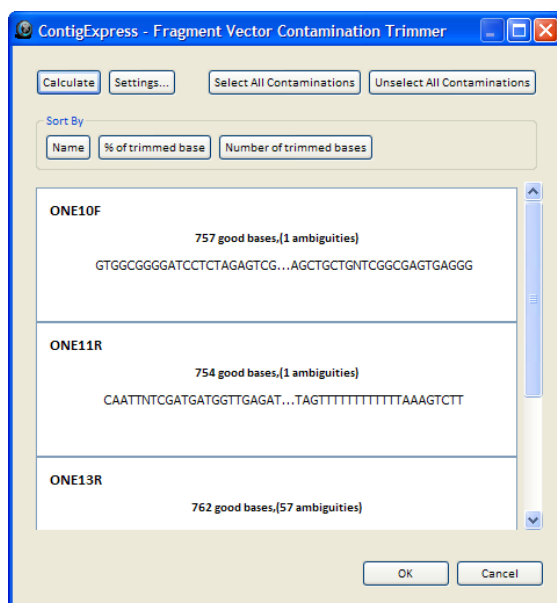 ContigExpress - Fragment Vector Contamination Trimmer
Calculate Settings... Select All Contaminations Unselect All Contaminations
Sort By
Name % of trimmed base Number of trimmed bases
ONE10F
757 good bases,(1 ambiguities)
GTGGCGGGGATCCTCTAGAGTCG...AGCTGCTGNTCGGCGAGTGAGGG
ONE11R
754 good bases,(1 ambiguities)
CAATTNTCGATGATGGTTGAGAT...TAGTTTTTTTTTTTTAAAGTCTT
ONE13R
762 good bases,(57 ambiguities)
OK Cancel